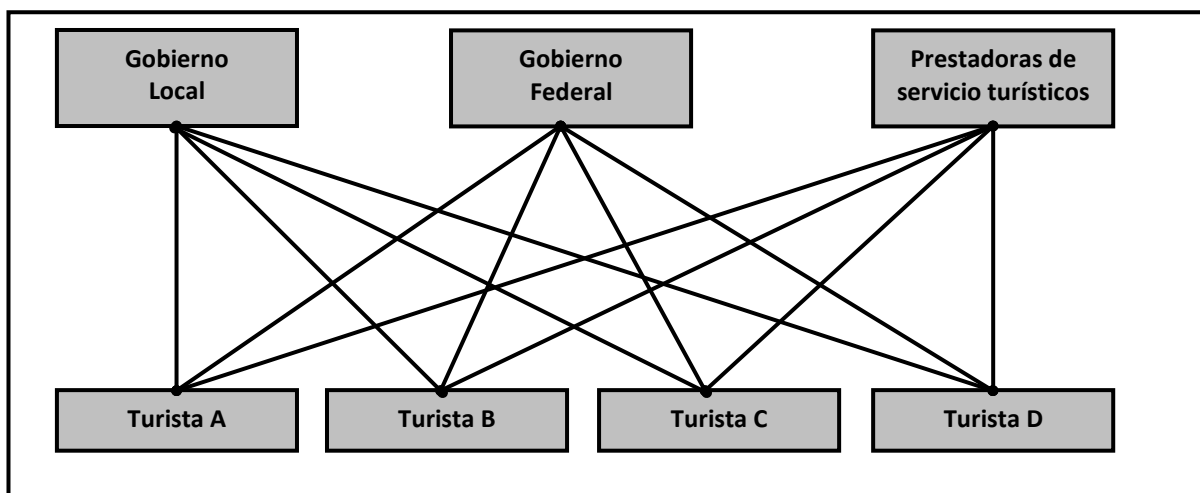 Gobierno
Local
Gobierno
Federal
Prestadoras de
servicio turísticos
Turista A
Turista B
Turista C
Turista D